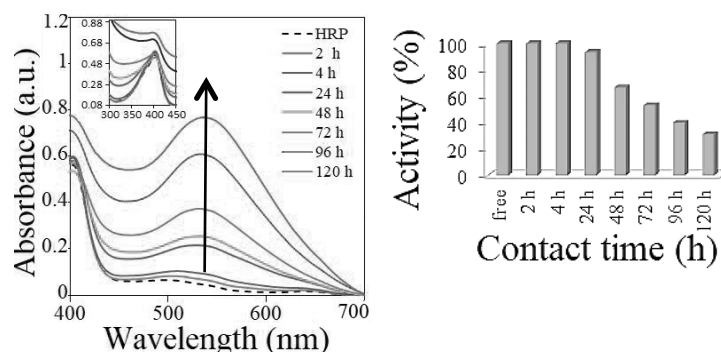 1.2
1
0.8
0.6
0.4
0.2
0
Absorbance (a.u.)
400 500 600 700
Wavelength (nm)
0.88
0.68
0.48
0.28
0.08
300 350 400 450
HRP
2 h
4 h
24 h
48 h
72 h
96 h
120 h
100
80
60
40
20
0
Activity (%)
free
2 h
4 h
24 h
48 h
72 h
96 h
120 h
Contact time (h)